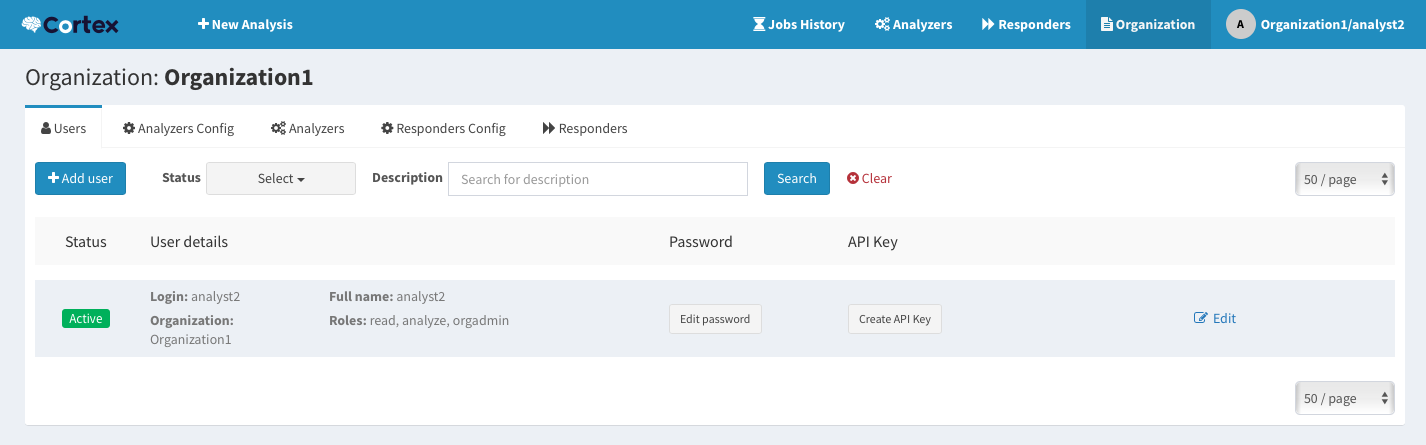 Cortex New Analysis Jobs History Analyzers Responders Organization A Organization1/analyst2
Organization: Organization1
Users Analyzers Config Analyzers Responders Config Responders
Add user Status Select Description Search for description Search Clear 50 / page
Status User details Password API Key
Login: analyst2 Full name: analyst2
Active Edit password Create API Key Edit
Organization: Roles: read, analyze, orgadmin
Organization1
50 / page